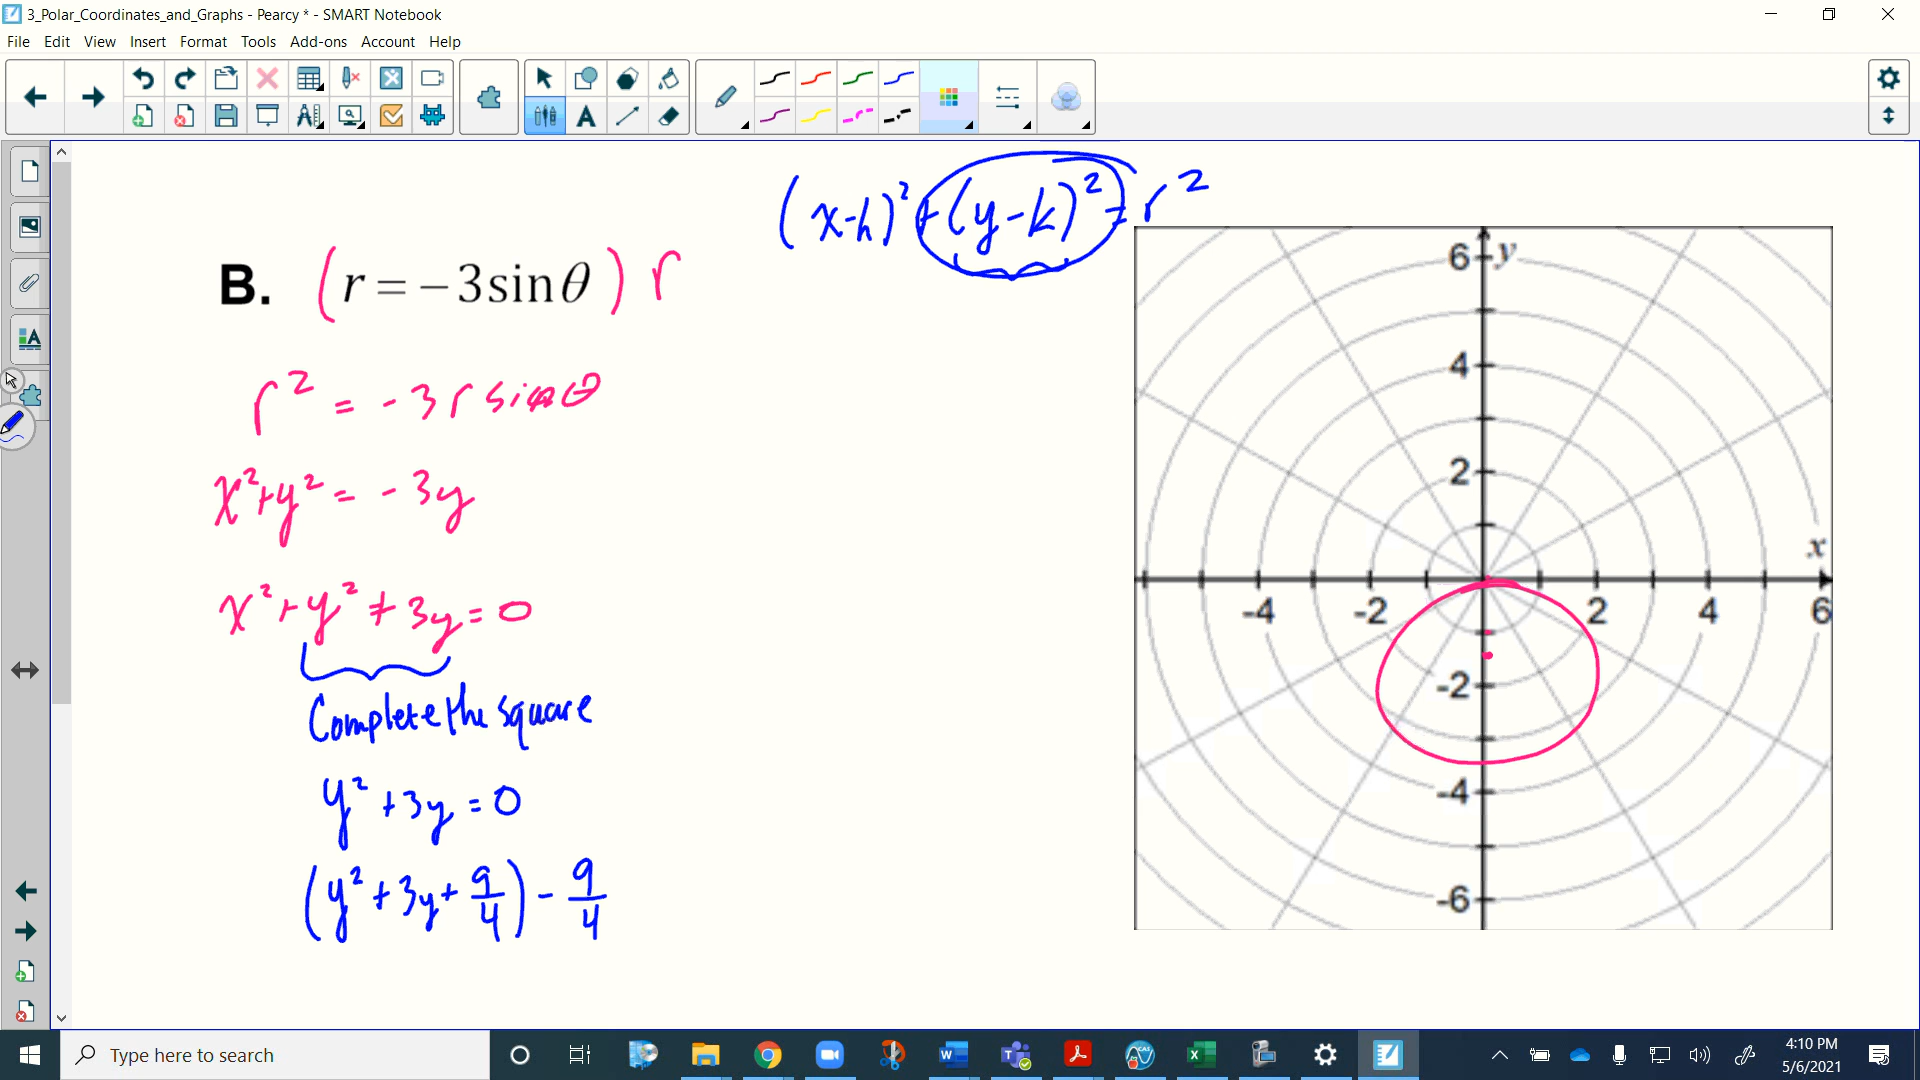 3_Polar_Coordinates_and_Graphs - Pearcy * - SMART Notebook
File Edit View Insert Format Tools Add-ons Account Help
(x-h)² + (y-k)² = r²
B. (r = −3sinθ) r
r² = -3r sinθ
x²+y² = -3y
x²+y²+3y=0
Complete the square
y²+3y=0
(y²+3y+9/4) - 9/4
6 y
4
2
x
-4 -2 2 4 6
-2
-4
-6
Type here to search
4:10 PM
5/6/2021